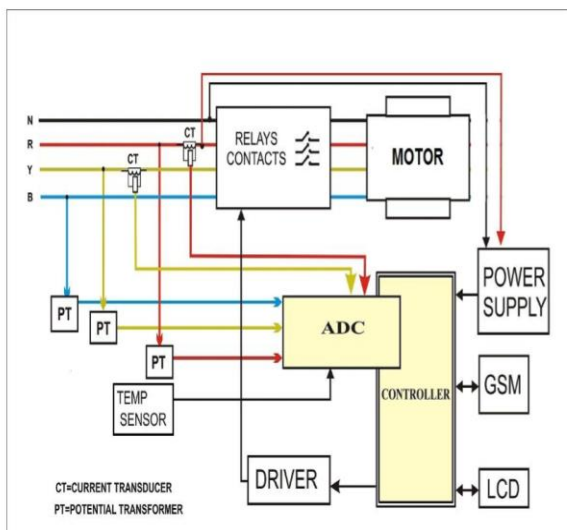 N
R
Y
B
CT
CT
RELAYS
CONTACTS
MOTOR
PT
PT
PT
ADC
CONTROLLER
POWER
SUPPLY
GSM
LCD
TEMP
SENSOR
DRIVER
CT=CURRENT TRANSDUCER
PT=POTENTIAL TRANSFORMER